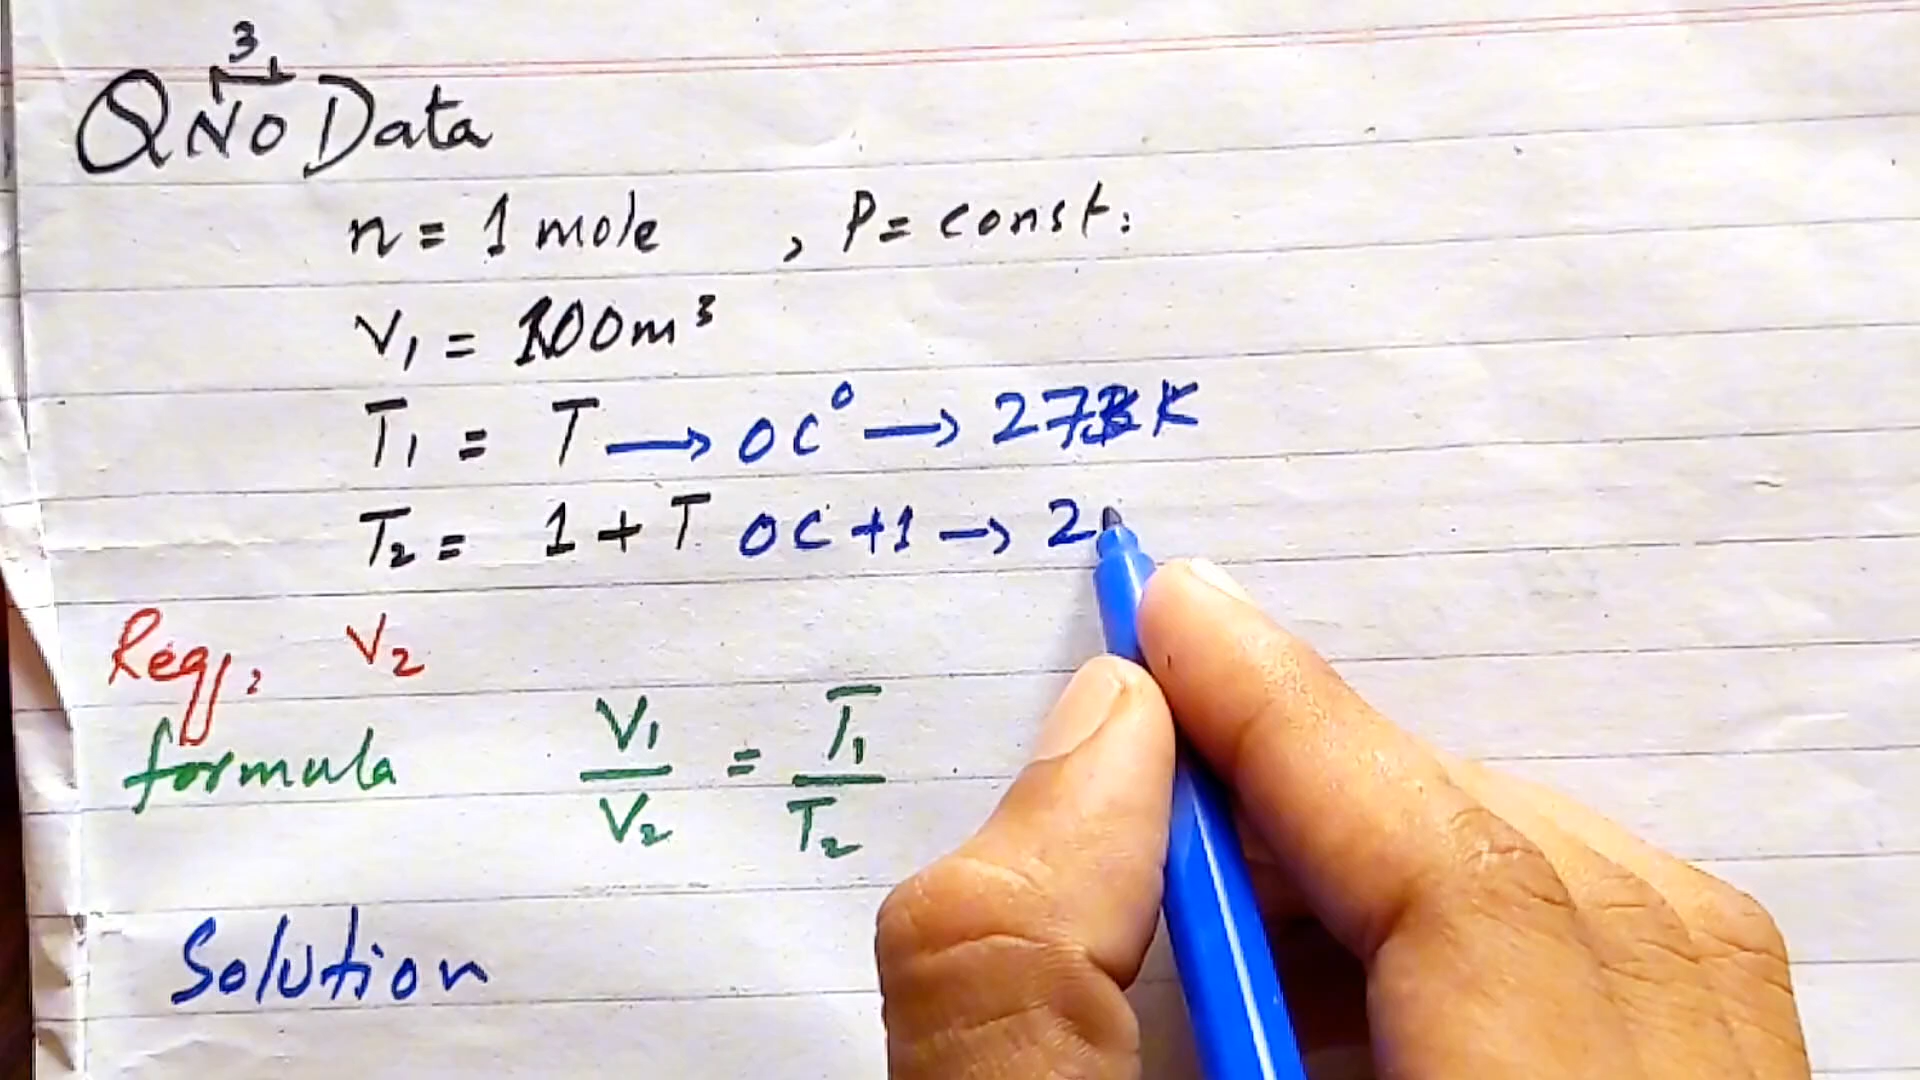 3
QNo Data
n = 1 mole , P = const:
V₁ = 100m³
T₁ = T → 0C° → 273K K
T₂ = 1 + T 0C +1 → 2
Req, V₂
formula V₁/V₂ = T₁/T₂
Solution